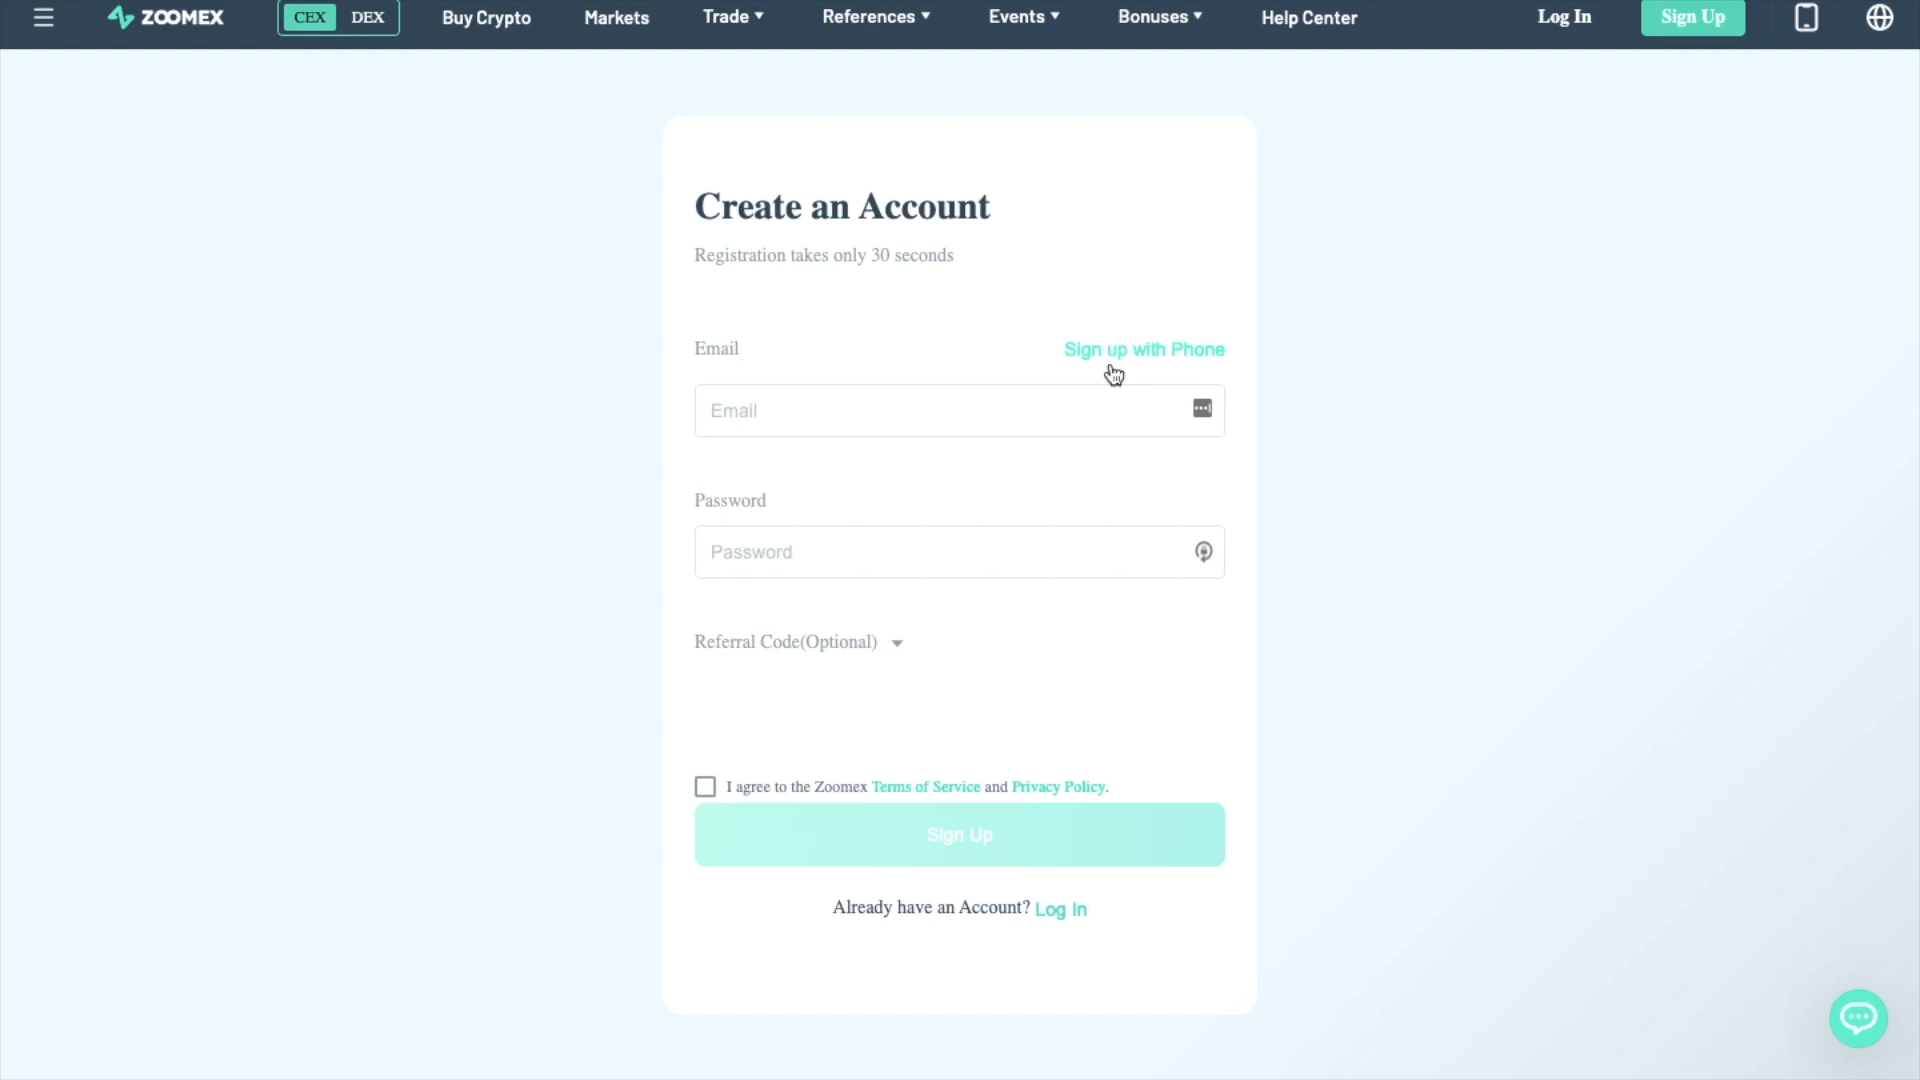 ZOOMEX CEX DEX Buy Crypto Markets Trade References Events Bonuses Help Center Log In Sign Up
Create an Account
Registration takes only 30 seconds
Email Sign up with Phone
Email
Password
Password
Referral Code(Optional)
I agree to the Zoomex Terms of Service and Privacy Policy.
Sign Up
Already have an Account? Log In